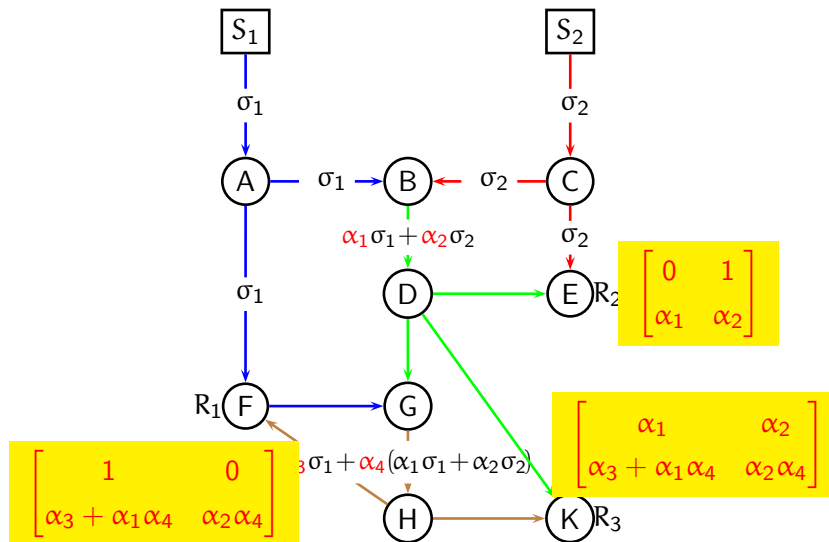 S₁ S₂
σ₁ σ₂
A σ₁ B σ₂ C
α₁σ₁ + α₂σ₂ σ₂
σ₁ D E R₂
[0 1]
[α₁ α₂]
R₁ F G
[α₁ α₂]
[α₃ + α₁α₄ α₂α₄]
₃σ₁ + α₄(α₁σ₁ + α₂σ₂)
[1 0]
[α₃ + α₁α₄ α₂α₄]
H K R₃